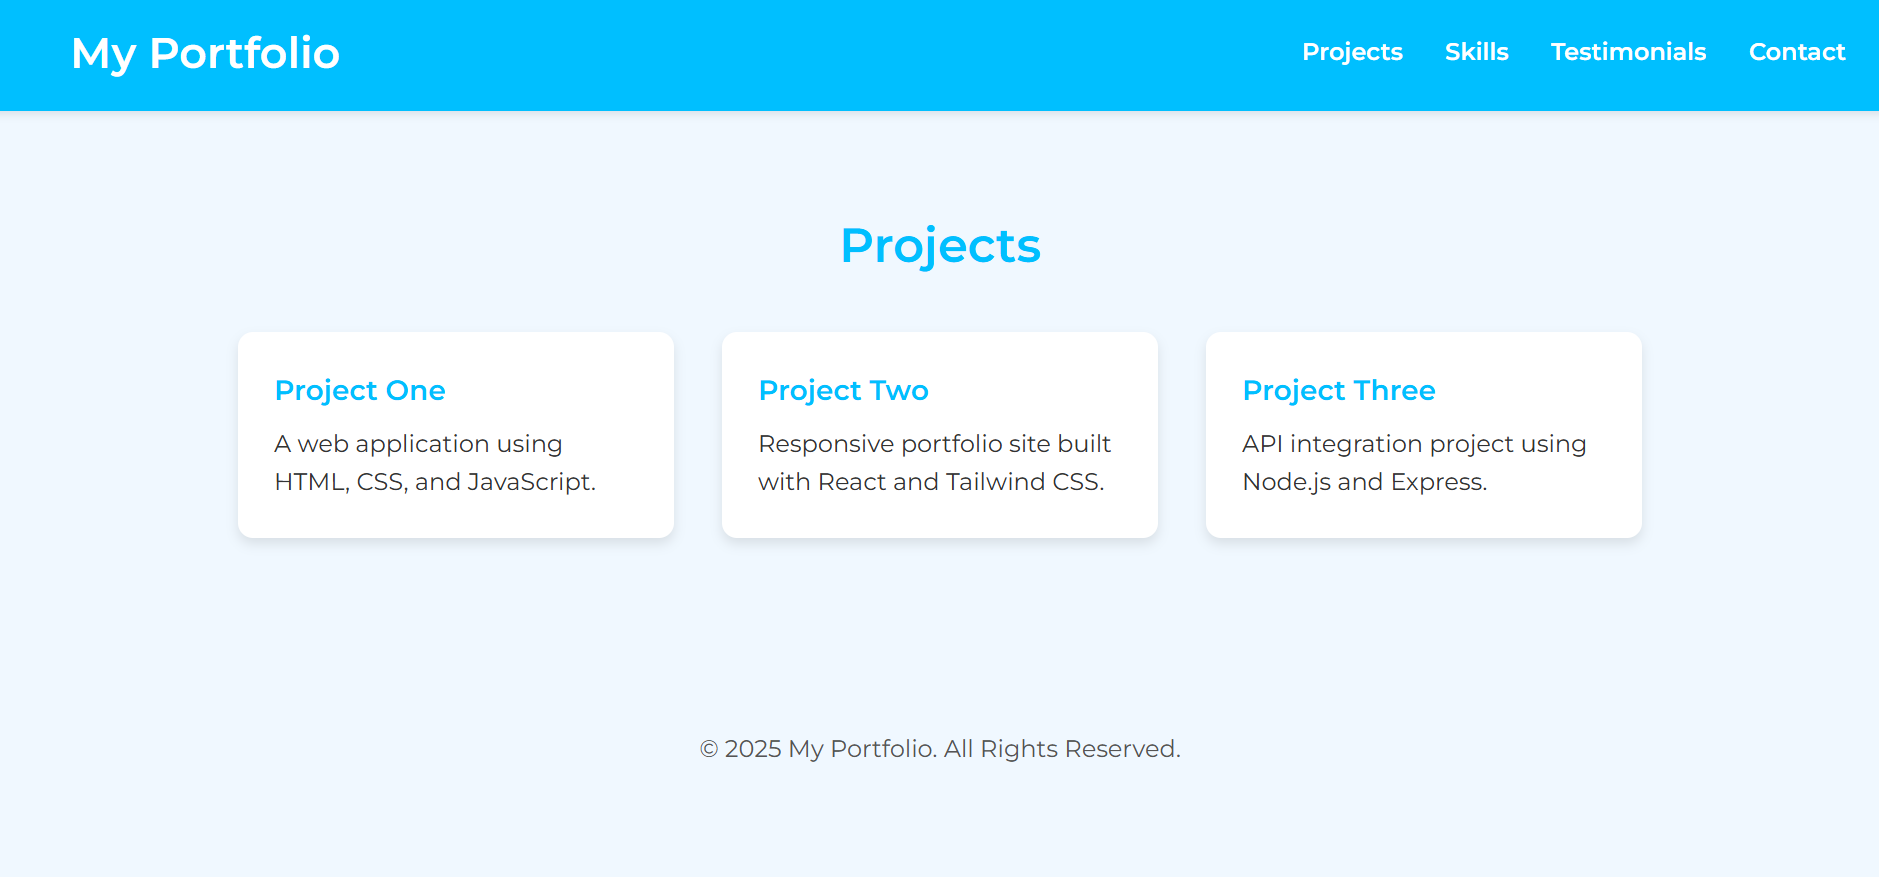 My Portfolio
Projects
Skills
Testimonials
Contact
Projects
Project One
A web application using
HTML, CSS, and JavaScript.
Project Two
Responsive portfolio site built
with React and Tailwind CSS.
Project Three
API integration project using
Node.js and Express.
© 2025 My Portfolio. All Rights Reserved.